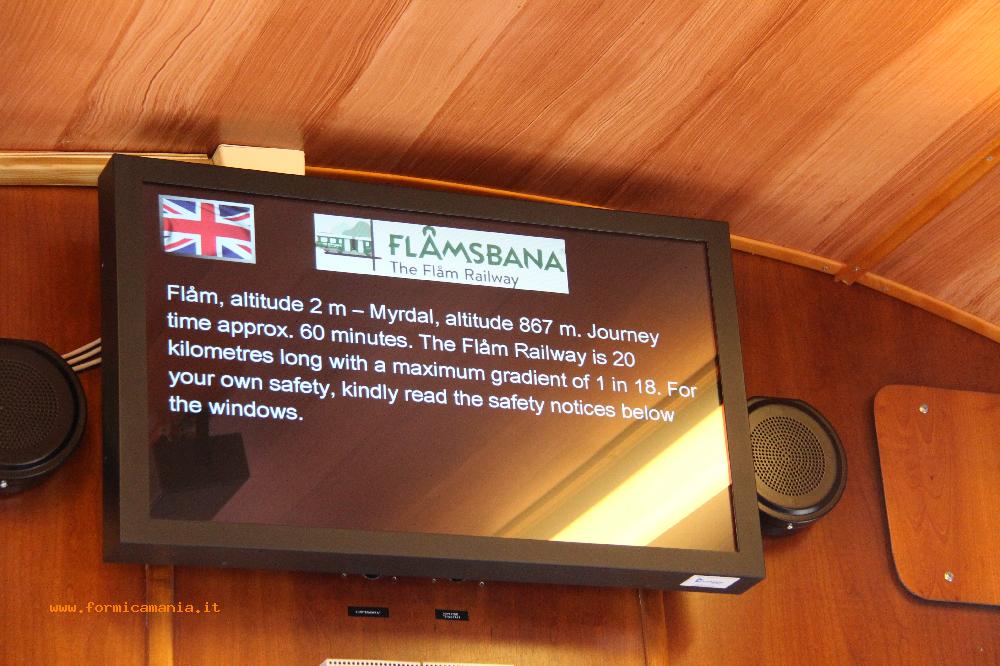 FLÅMSBANA
The Flåm Railway
Flåm, altitude 2 m – Myrdal, altitude 867 m. Journey
time approx. 60 minutes. The Flåm Railway is 20
kilometres long with a maximum gradient of 1 in 18. For
your own safety, kindly read the safety notices below
the windows.
www.formicamania.it